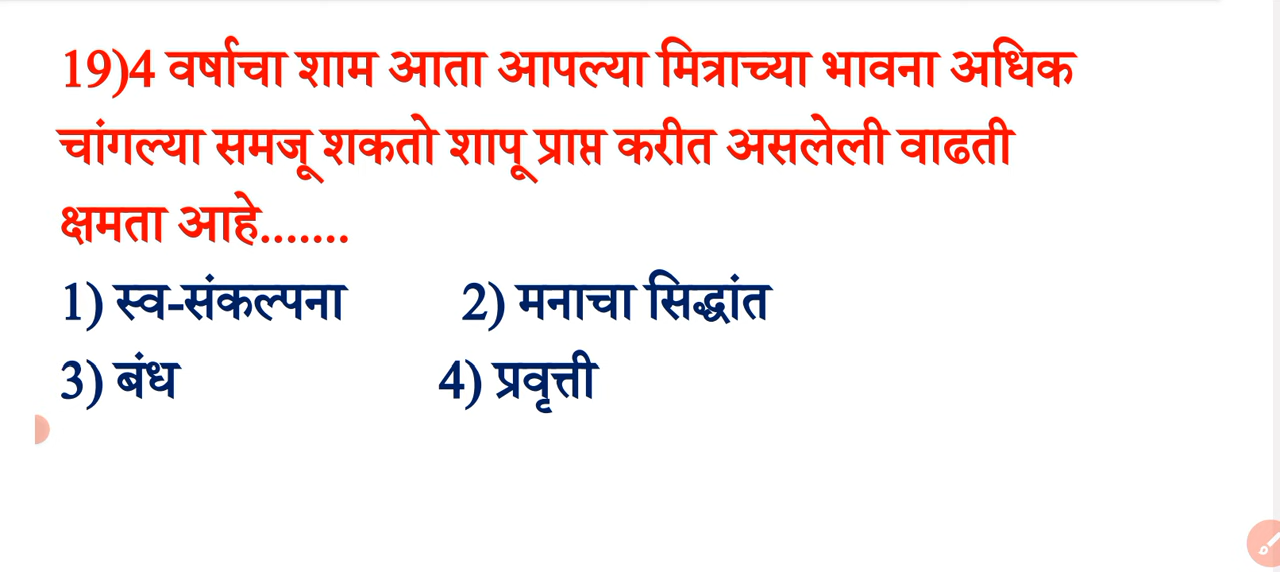 19)4 वर्षाचा शाम आता आपल्या मित्राच्या भावना अधिक
चांगल्या समजू शकतो शापू प्राप्त करीत असलेली वाढती
क्षमता आहे.......
1) स्व-संकल्पना 2) मनाचा सिद्धांत
3) बंध 4) प्रवृत्ती